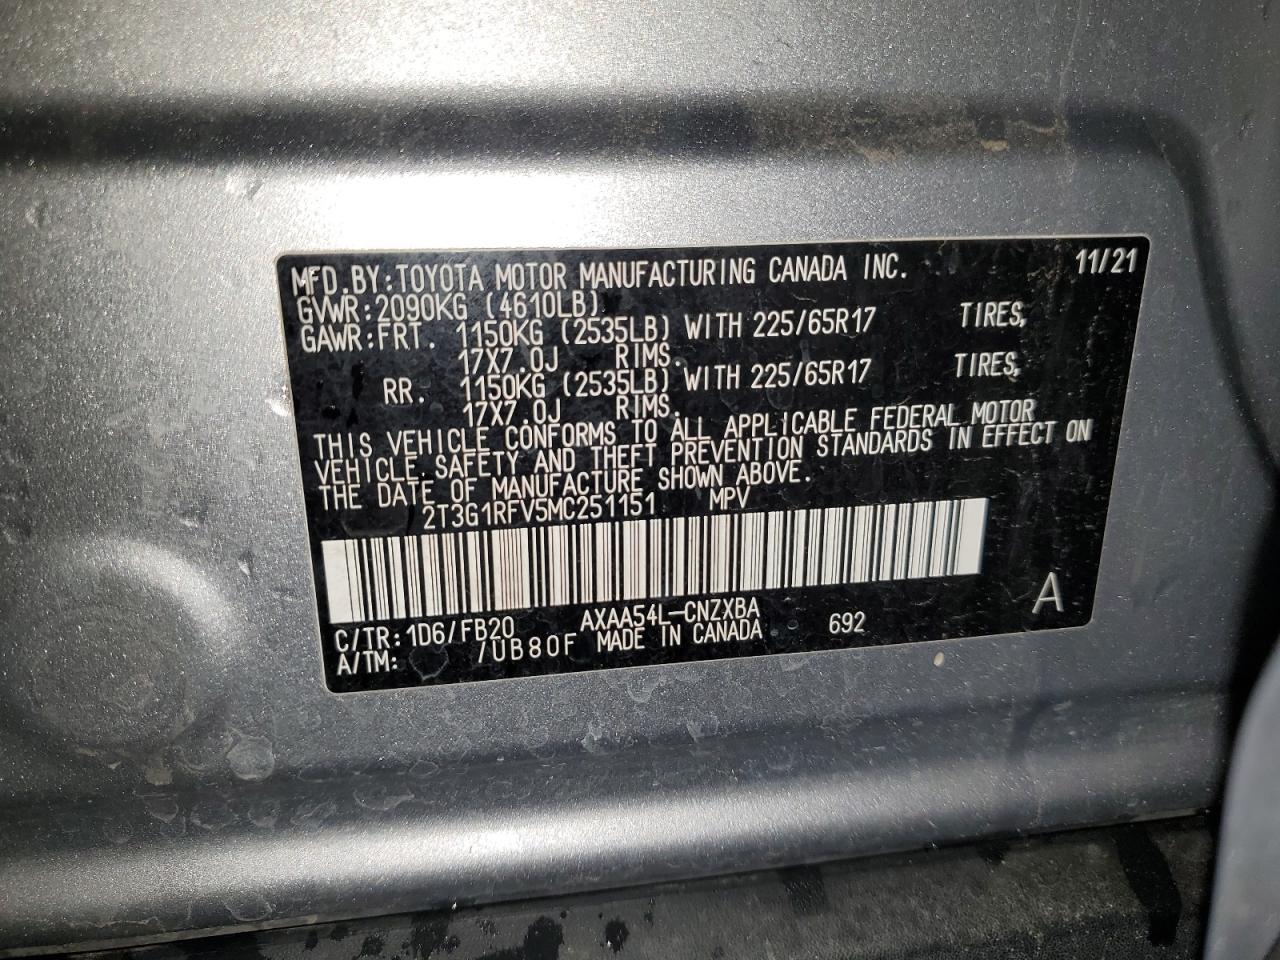 MFD.BY:TOYOTA MOTOR MANUFACTURING CANADA INC. 11/21
GVWR:2090KG (4610LB)
GAWR:FRT. 1150KG (2535LB) WITH 225/65R17 TIRES,
17X7.0J RIMS.
RR. 1150KG (2535LB) WITH 225/65R17 TIRES,
17X7.0J RIMS.
THIS VEHICLE CONFORMS TO ALL APPLICABLE FEDERAL MOTOR
VEHICLE SAFETY AND THEFT PREVENTION STANDARDS IN EFFECT ON
THE DATE OF MANUFACTURE SHOWN ABOVE.
2T3G1RFV5MC251151 MPV
C/TR:1D6/FB20 AXAA54L-CNZXBA 692 A
A/TM: /UB80F MADE IN CANADA